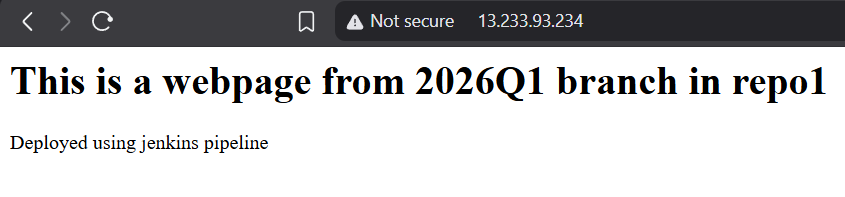 Not secure 13.233.93.234
This is a webpage from 2026Q1 branch in repo1
Deployed using jenkins pipeline